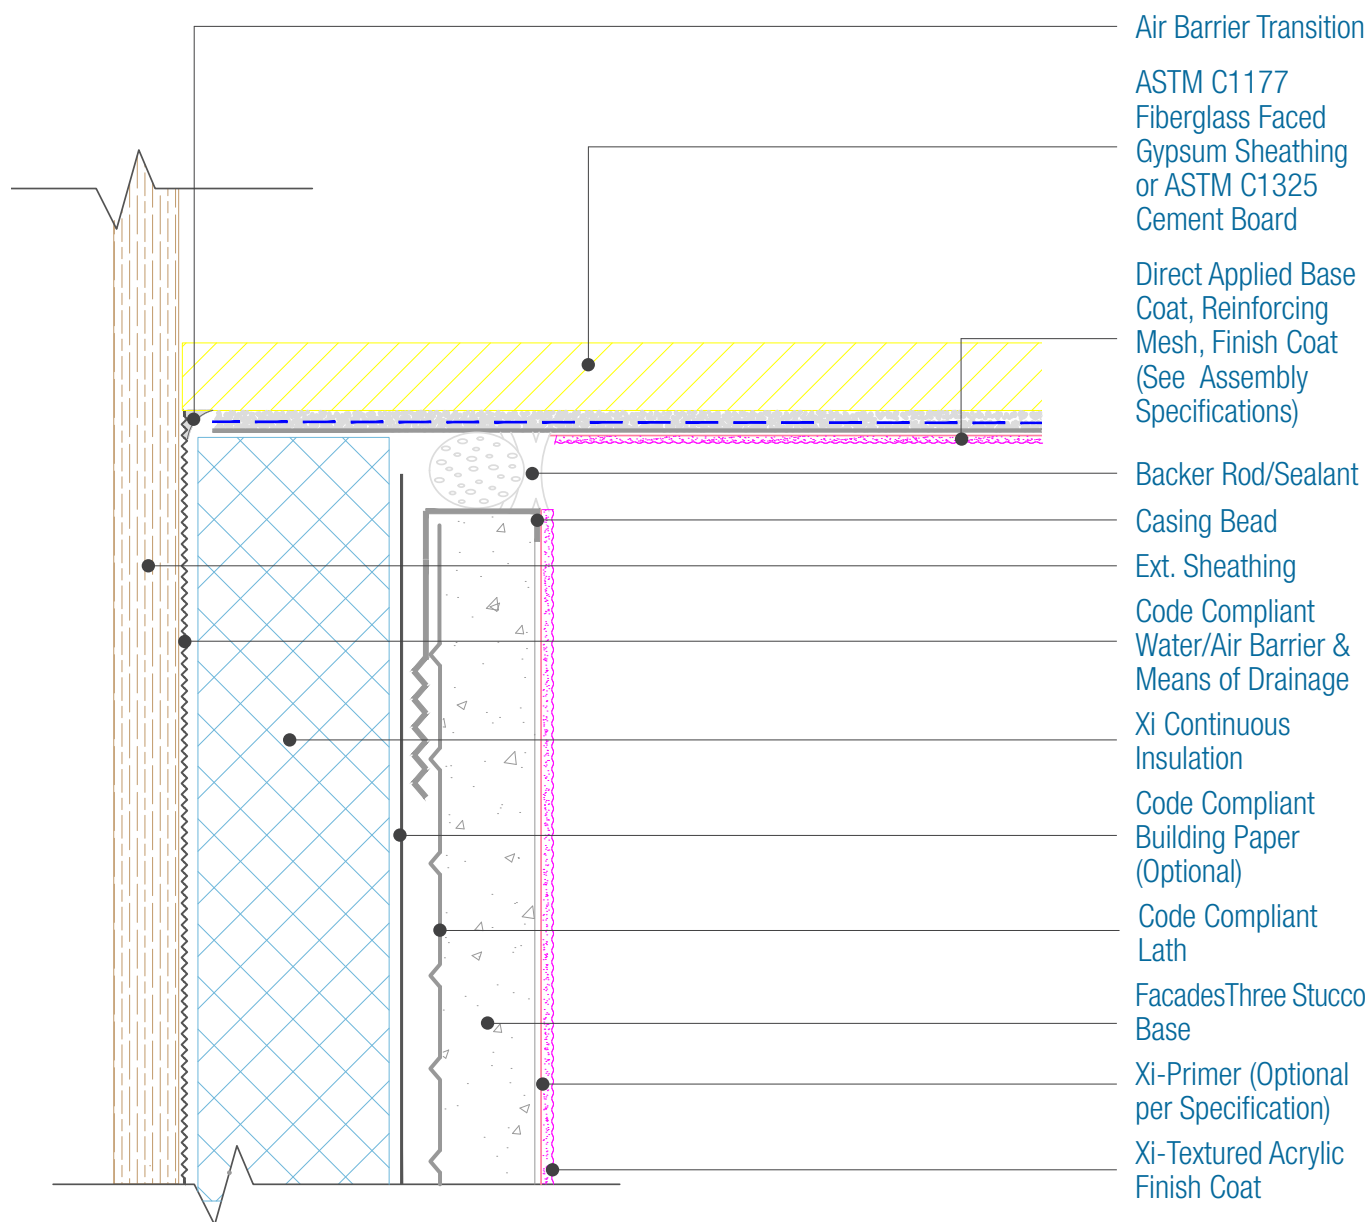 Air Barrier Transition
ASTM C1177
Fiberglass Faced
Gypsum Sheathing
or ASTM C1325
Cement Board
Direct Applied Base
Coat, Reinforcing
Mesh, Finish Coat
(See Assembly
Specifications)
Backer Rod/Sealant
Casing Bead
Ext. Sheathing
Code Compliant
Water/Air Barrier &
Means of Drainage
Xi Continuous
Insulation
Code Compliant
Building Paper
(Optional)
Code Compliant
Lath
FacadesThree Stucco
Base
Xi-Primer (Optional
per Specification)
Xi-Textured Acrylic
Finish Coat